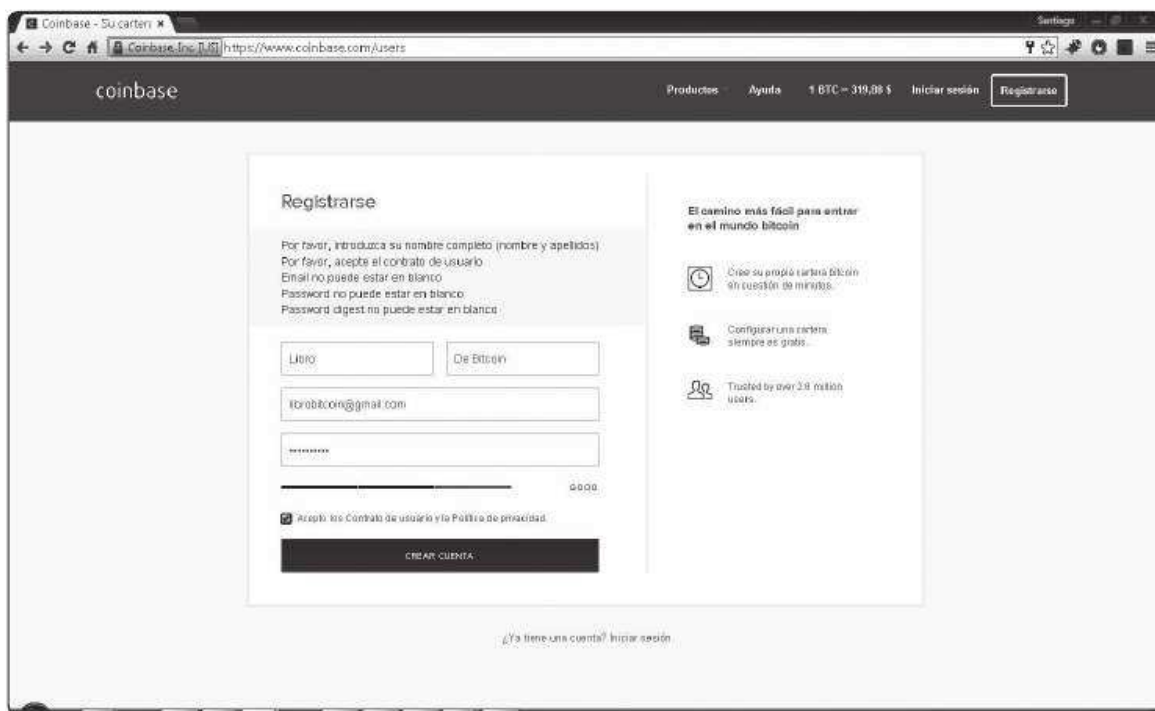 Coinbase - Su carter
Santiago
Coinbase, Inc [US] https://www.coinbase.com/users
coinbase
Productos Ayuda 1 BTC = 319,88 $ Iniciar sesión Registrarse
Registrarse
Por favor, introduzca su nombre completo (nombre y apellidos)
Por favor, acepte el contrato de usuario
Email no puede estar en blanco
Password no puede estar en blanco
Password digest no puede estar en blanco
Libro De Bitcoin
librobitcoin@gmail.com
GOOD
Acepto los Contrato de usuario y la Política de privacidad.
CREAR CUENTA
El camino más fácil para entrar
en el mundo bitcoin
Cree su propia cartera bitcoin
en cuestión de minutos.
Configurar una cartera
siempre es gratis.
Trusted by over 2.8 million
users.
¿Ya tiene una cuenta? Iniciar sesión